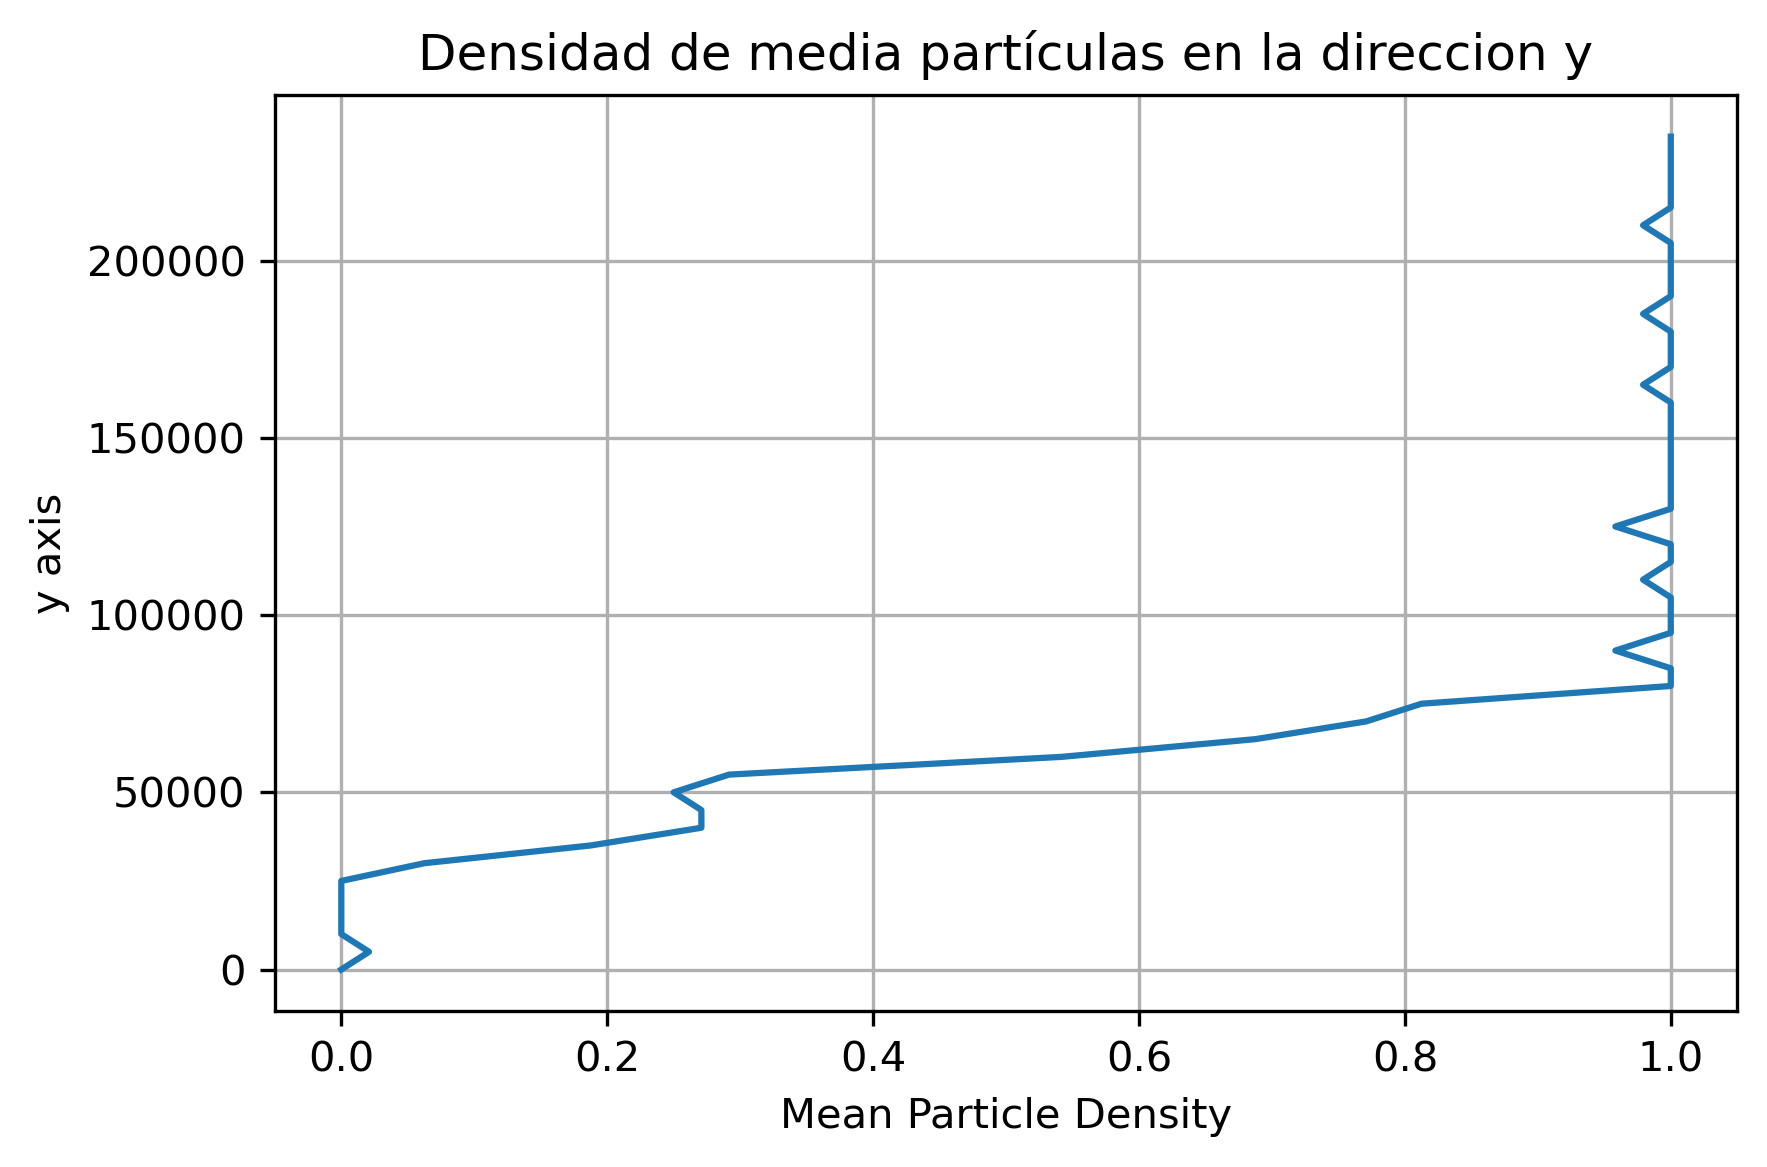 Densidad de media partículas en la direccion y
200000
150000
100000
50000
0
y axis
0.0 0.2 0.4 0.6 0.8 1.0
Mean Particle Density